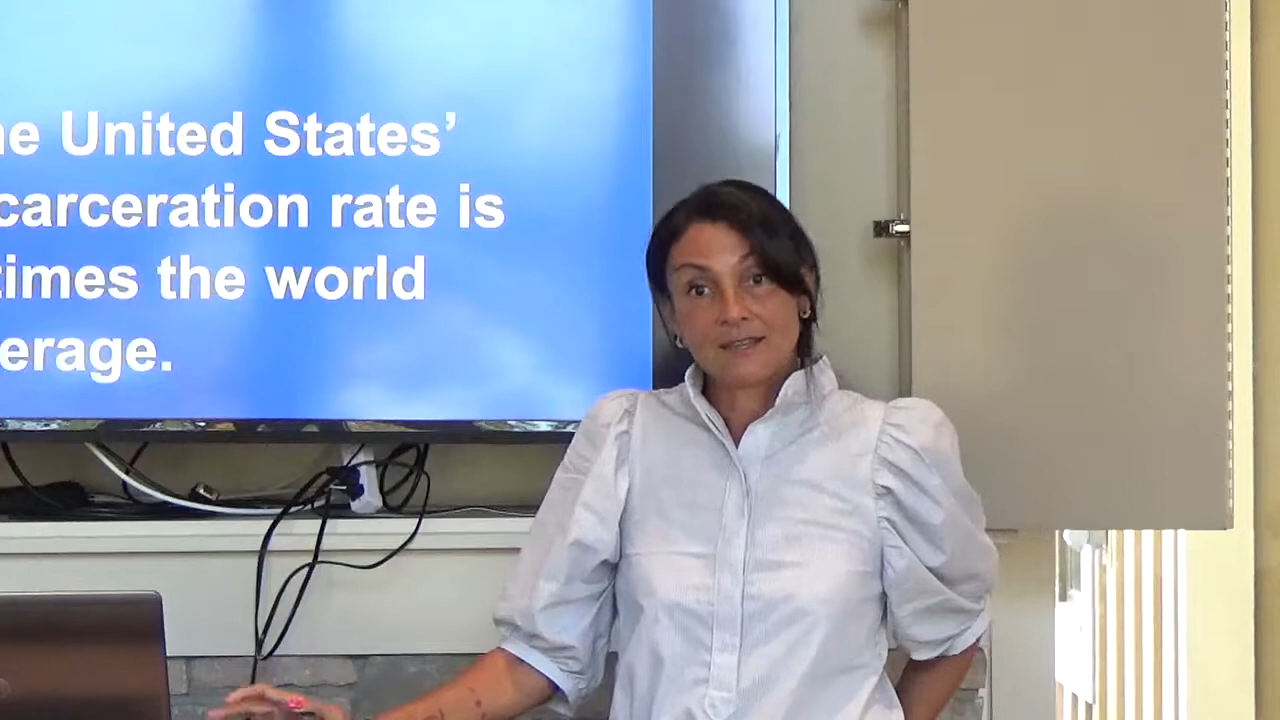 he United States’
carceration rate is
times the world
erage.